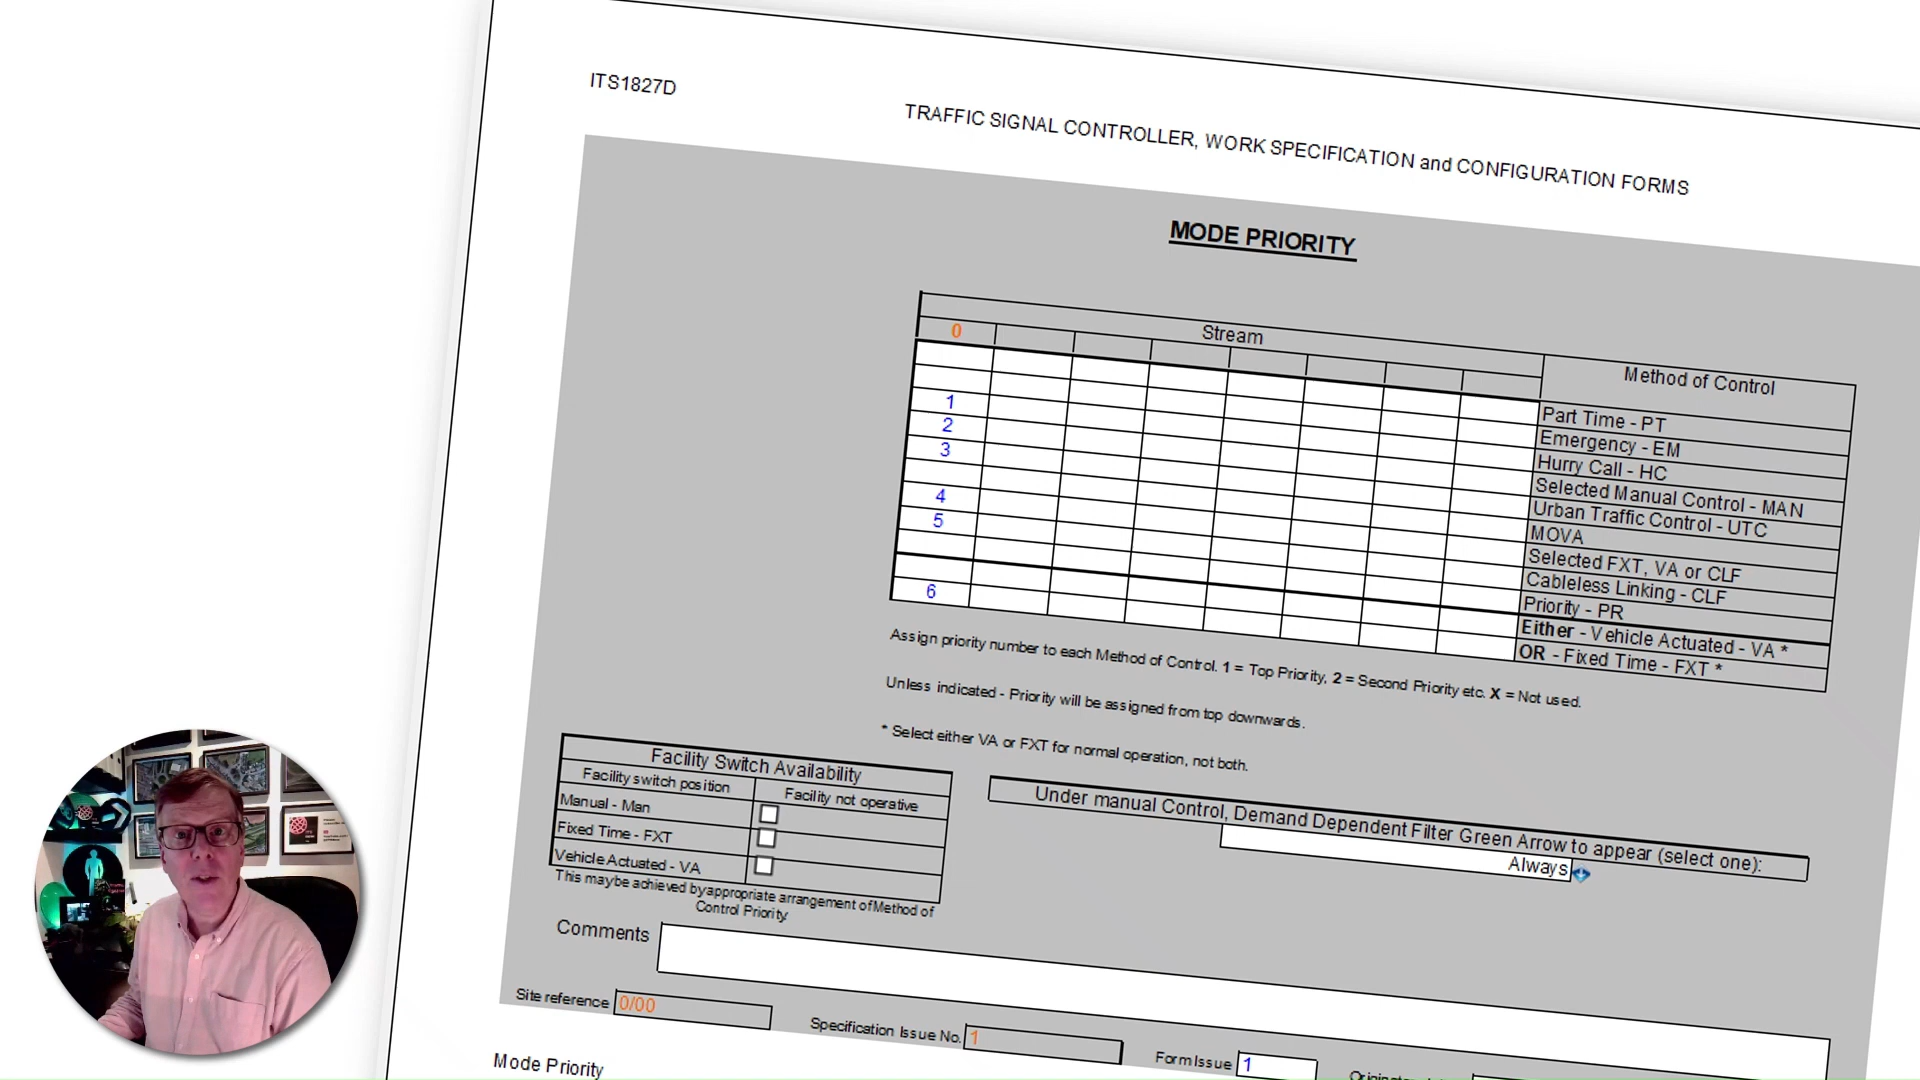 ITS1827D
TRAFFIC SIGNAL CONTROLLER, WORK SPECIFICATION and CONFIGURATION FORMS
MODE PRIORITY
Stream
Method of Control
0
Part Time - PT
Emergency - EM
1 Hurry Call - HC
2 Selected Manual Control - MAN
3 Urban Traffic Control - UTC
MOVA
4 Selected FXT, VA or CLF
5 Cableless Linking - CLF
Priority - PR
Either - Vehicle Actuated - VA *
6 OR - Fixed Time - FXT *
Assign priority number to each Method of Control. 1 = Top Priority, 2 = Second Priority etc. X = Not used.
Unless indicated - Priority will be assigned from top downwards.
* Select either VA or FXT for normal operation, not both.
Facility Switch Availability
Facility switch position Facility not operative
Manual - Man
Fixed Time - FXT
Vehicle Actuated - VA
This maybe achieved by appropriate arrangement of Method of
Control Priority.
Under manual Control, Demand Dependent Filter Green Arrow to appear (select one):
Always
Comments
Site reference 0/00
Specification Issue No. 1
Form Issue 1
Mode Priority